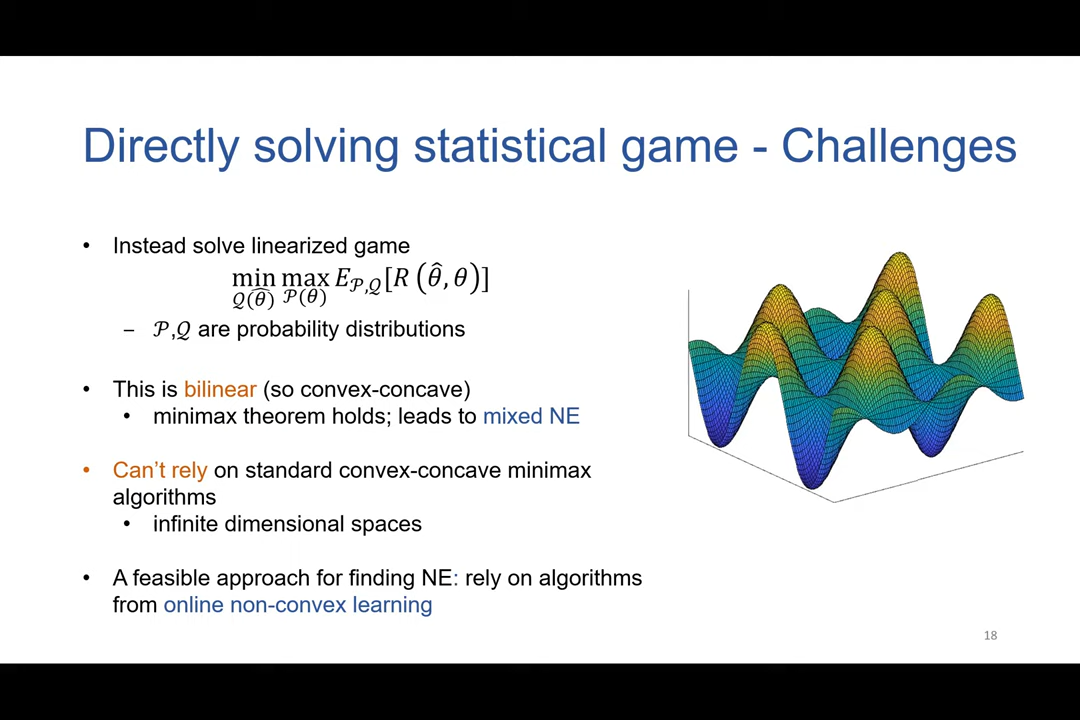 Directly solving statistical game - Challenges
• Instead solve linearized game
min max E_{𝒫,𝒬}[R (θ̂, θ)]
𝒬(θ̂) 𝒫(θ)
– 𝒫,𝒬 are probability distributions
• This is bilinear (so convex-concave)
• minimax theorem holds; leads to mixed NE
• Can’t rely on standard convex-concave minimax
algorithms
• infinite dimensional spaces
• A feasible approach for finding NE: rely on algorithms
from online non-convex learning
18